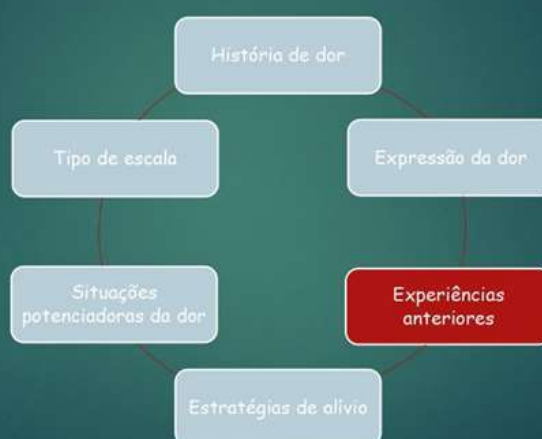 História de dor
Tipo de escala
Expressão da dor
Situações
potenciadoras da dor
Experiências
anteriores
Estratégias de alívio